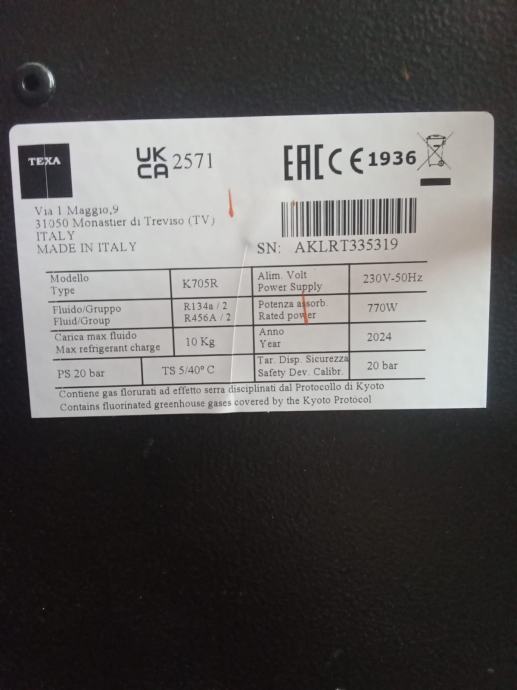 TEXA
UK CA 2571
EAC CE 1936
Via 1 Maggio,9
31050 Monastier di Treviso (TV)
ITALY
MADE IN ITALY
SN: AKLRT335319
Modello
Type
K705R
Alim. Volt
Power Supply
230V-50Hz
Fluido/Gruppo
Fluid/Group
R134a / 2
R456A / 2
Potenza assorb.
Rated power
770W
Carica max fluido
Max refrigerant charge
10 Kg
Anno
Year
2024
PS 20 bar
TS 5/40° C
Tar. Disp. Sicurezza
Safety Dev. Calibr.
20 bar
Contiene gas florurati ad effetto serra disciplinati dal Protocollo di Kyoto
Contains fluorinated greenhouse gases covered by the Kyoto Protocol